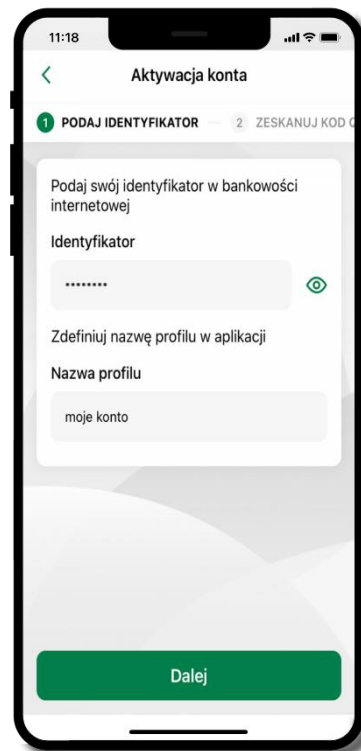 11:18
Aktywacja konta
1 PODAJ IDENTYFIKATOR 2 ZESKANUJ KOD
Podaj swój identyfikator w bankowości
internetowej
Identyfikator
••••••••
Zdefiniuj nazwę profilu w aplikacji
Nazwa profilu
moje konto
Dalej